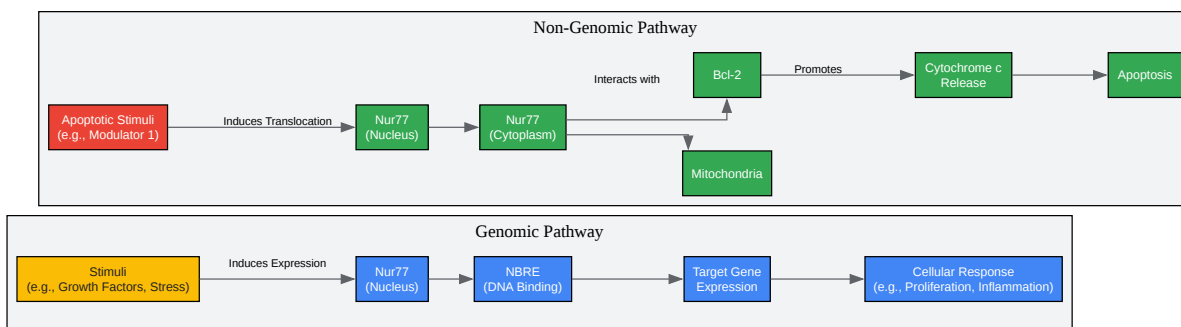 Non-Genomic Pathway
Apoptotic Stimuli
(e.g., Modulator 1)
Induces Translocation
Nur77
(Nucleus)
Nur77
(Cytoplasm)
Interacts with
Bcl-2
Promotes
Cytochrome c
Release
Apoptosis
Mitochondria
Genomic Pathway
Stimuli
(e.g., Growth Factors, Stress)
Induces Expression
Nur77
(Nucleus)
NBRE
(DNA Binding)
Target Gene
Expression
Cellular Response
(e.g., Proliferation, Inflammation)